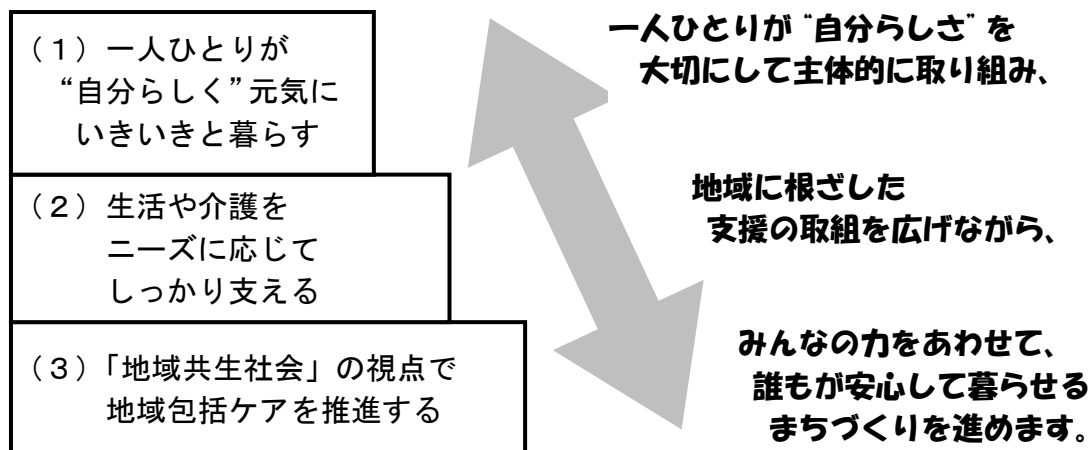 （１）一人ひとりが
“自分らしく”元気に
いきいきと暮らす
（２）生活や介護を
ニーズに応じて
しっかり支える
（３）「地域共生社会」の視点で
地域包括ケアを推進する
一人ひとりが“自分らしさ”を
大切にして主体的に取り組み、
地域に根ざした
支援の取組を広げながら、
みんなの力をあわせて、
誰もが安心して暮らせる
まちづくりを進めます。